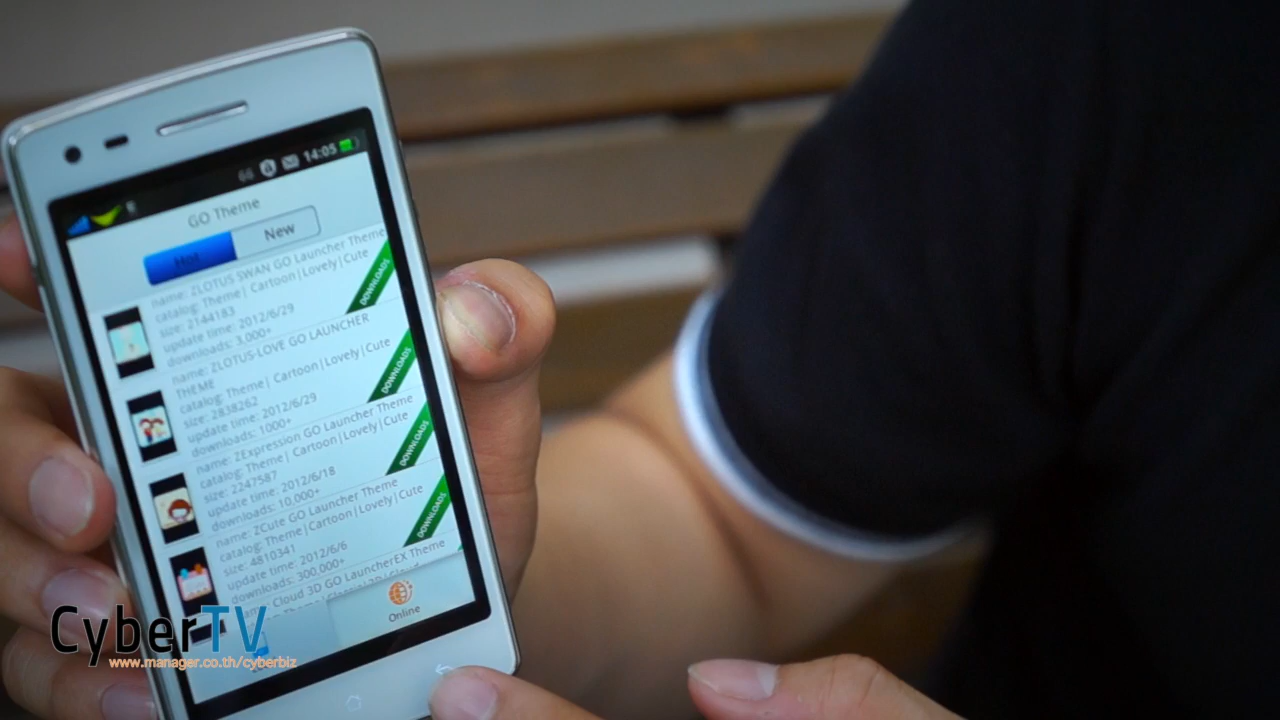 66 14:05
GO Theme
Hot New
name: ZLOTUS SWAN GO Launcher Theme
catalog: Theme| Cartoon|Lovely|Cute
size: 2144183
update time: 2012/6/29
downloads: 3,000+
DOWNLOADS
name: ZLOTUS-LOVE GO LAUNCHER
THEME
catalog: Theme| Cartoon|Lovely|Cute
size: 2838262
update time: 2012/6/29
downloads: 1000+
DOWNLOADS
name: ZExpression GO Launcher Theme
catalog: Theme| Cartoon|Lovely|Cute
size: 2247587
update time: 2012/6/18
downloads: 10,000+
DOWNLOADS
name: ZCute GO Launcher Theme
catalog: Theme|Cartoon|Lovely|Cute
size: 4810341
update time: 2012/6/6
downloads: 300,000+
DOWNLOADS
name: Cloud 3D GO LauncherEX Theme
Online
CyberTV
www.manager.co.th/cyberbiz